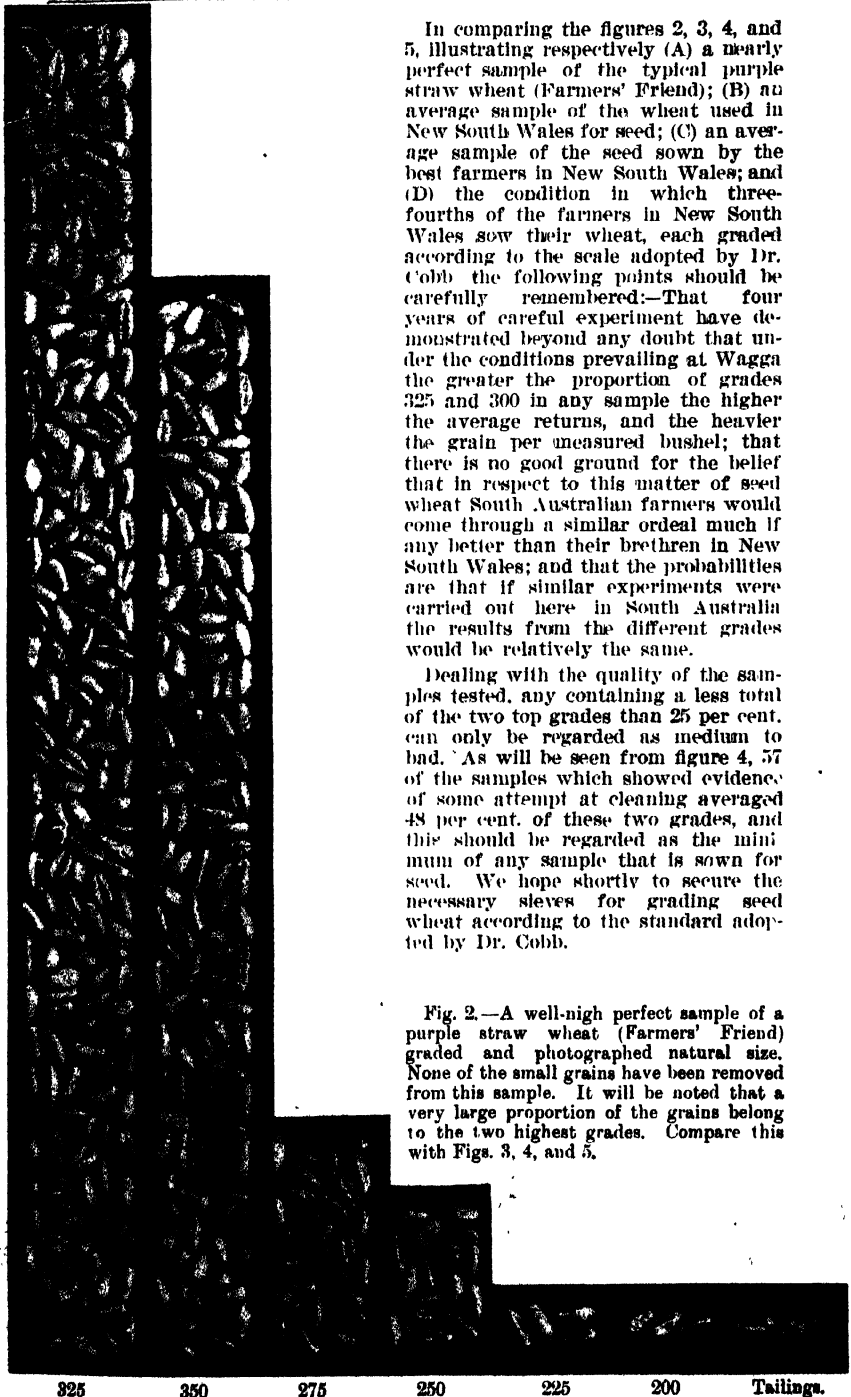 In comparing the figures 2, 3, 4, and
5, illustrating respectively (A) a nearly
perfect sample of the typical purple
straw wheat (Farmers' Friend); (B) an
average sample of the wheat used in
New South Wales for seed; (C) an aver-
age sample of the seed sown by the
best farmers in New South Wales; and
(D) the condition in which three-
fourths of the farmers in New South
Wales sow their wheat, each graded
according to the scale adopted by Dr.
Cobb the following points should be
carefully remembered:—That four
years of careful experiment have de-
monstrated beyond any doubt that un-
der the conditions prevailing at Wagga
the greater the proportion of grades
325 and 300 in any sample the higher
the average returns, and the heavier
the grain per measured bushel; that
there is no good ground for the belief
that in respect to this matter of seed
wheat South Australian farmers would
come through a similar ordeal much if
any better than their brethren in New
South Wales; and that the probabilities
are that if similar experiments were
carried out here in South Australia
the results from the different grades
would be relatively the same.
Dealing with the quality of the sam-
ples tested, any containing a less total
of the two top grades than 25 per cent.
can only be regarded as medium to
bad. As will be seen from figure 4, 57
of the samples which showed evidence
of some attempt at cleaning averaged
48 per cent. of these two grades, and
this should be regarded as the mini
mum of any sample that is sown for
seed. We hope shortly to secure the
necessary sieves for grading seed
wheat according to the standard adop-
ted by Dr. Cobb.
Fig. 2.—A well-nigh perfect sample of a
purple straw wheat (Farmers' Friend)
graded and photographed natural size.
None of the small grains have been removed
from this sample. It will be noted that a
very large proportion of the grains belong
to the two highest grades. Compare this
with Figs. 3, 4, and 5.
325 350 275 250 225 200 Tailings.